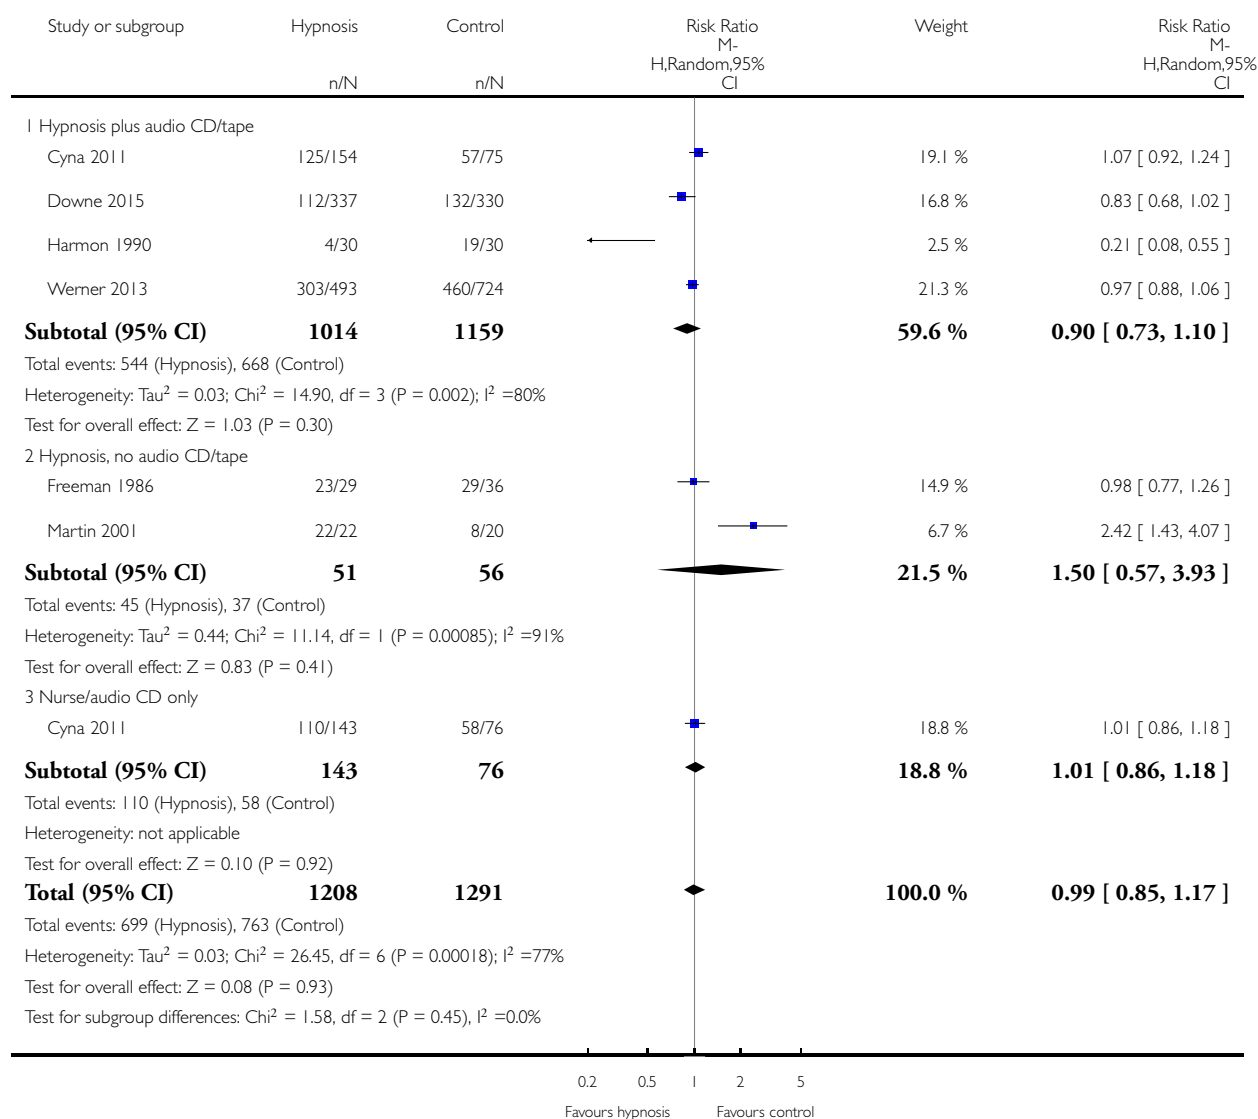 Study or subgroup Hypnosis Control Risk Ratio Weight Risk Ratio
M- M-
H,Random,95% H,Random,95%
n/N n/N CI CI
1 Hypnosis plus audio CD/tape
Cyna 2011 125/154 57/75 19.1 % 1.07 [ 0.92, 1.24 ]
Downe 2015 112/337 132/330 16.8 % 0.83 [ 0.68, 1.02 ]
Harmon 1990 4/30 19/30 2.5 % 0.21 [ 0.08, 0.55 ]
Werner 2013 303/493 460/724 21.3 % 0.97 [ 0.88, 1.06 ]
Subtotal (95% CI) 1014 1159 59.6 % 0.90 [ 0.73, 1.10 ]
Total events: 544 (Hypnosis), 668 (Control)
Heterogeneity: Tau² = 0.03; Chi² = 14.90, df = 3 (P = 0.002); I² =80%
Test for overall effect: Z = 1.03 (P = 0.30)
2 Hypnosis, no audio CD/tape
Freeman 1986 23/29 29/36 14.9 % 0.98 [ 0.77, 1.26 ]
Martin 2001 22/22 8/20 6.7 % 2.42 [ 1.43, 4.07 ]
Subtotal (95% CI) 51 56 21.5 % 1.50 [ 0.57, 3.93 ]
Total events: 45 (Hypnosis), 37 (Control)
Heterogeneity: Tau² = 0.44; Chi² = 11.14, df = 1 (P = 0.00085); I² =91%
Test for overall effect: Z = 0.83 (P = 0.41)
3 Nurse/audio CD only
Cyna 2011 110/143 58/76 18.8 % 1.01 [ 0.86, 1.18 ]
Subtotal (95% CI) 143 76 18.8 % 1.01 [ 0.86, 1.18 ]
Total events: 110 (Hypnosis), 58 (Control)
Heterogeneity: not applicable
Test for overall effect: Z = 0.10 (P = 0.92)
Total (95% CI) 1208 1291 100.0 % 0.99 [ 0.85, 1.17 ]
Total events: 699 (Hypnosis), 763 (Control)
Heterogeneity: Tau² = 0.03; Chi² = 26.45, df = 6 (P = 0.00018); I² =77%
Test for overall effect: Z = 0.08 (P = 0.93)
Test for subgroup differences: Chi² = 1.58, df = 2 (P = 0.45), I² =0.0%
0.2 0.5 1 2 5
Favours hypnosis Favours control